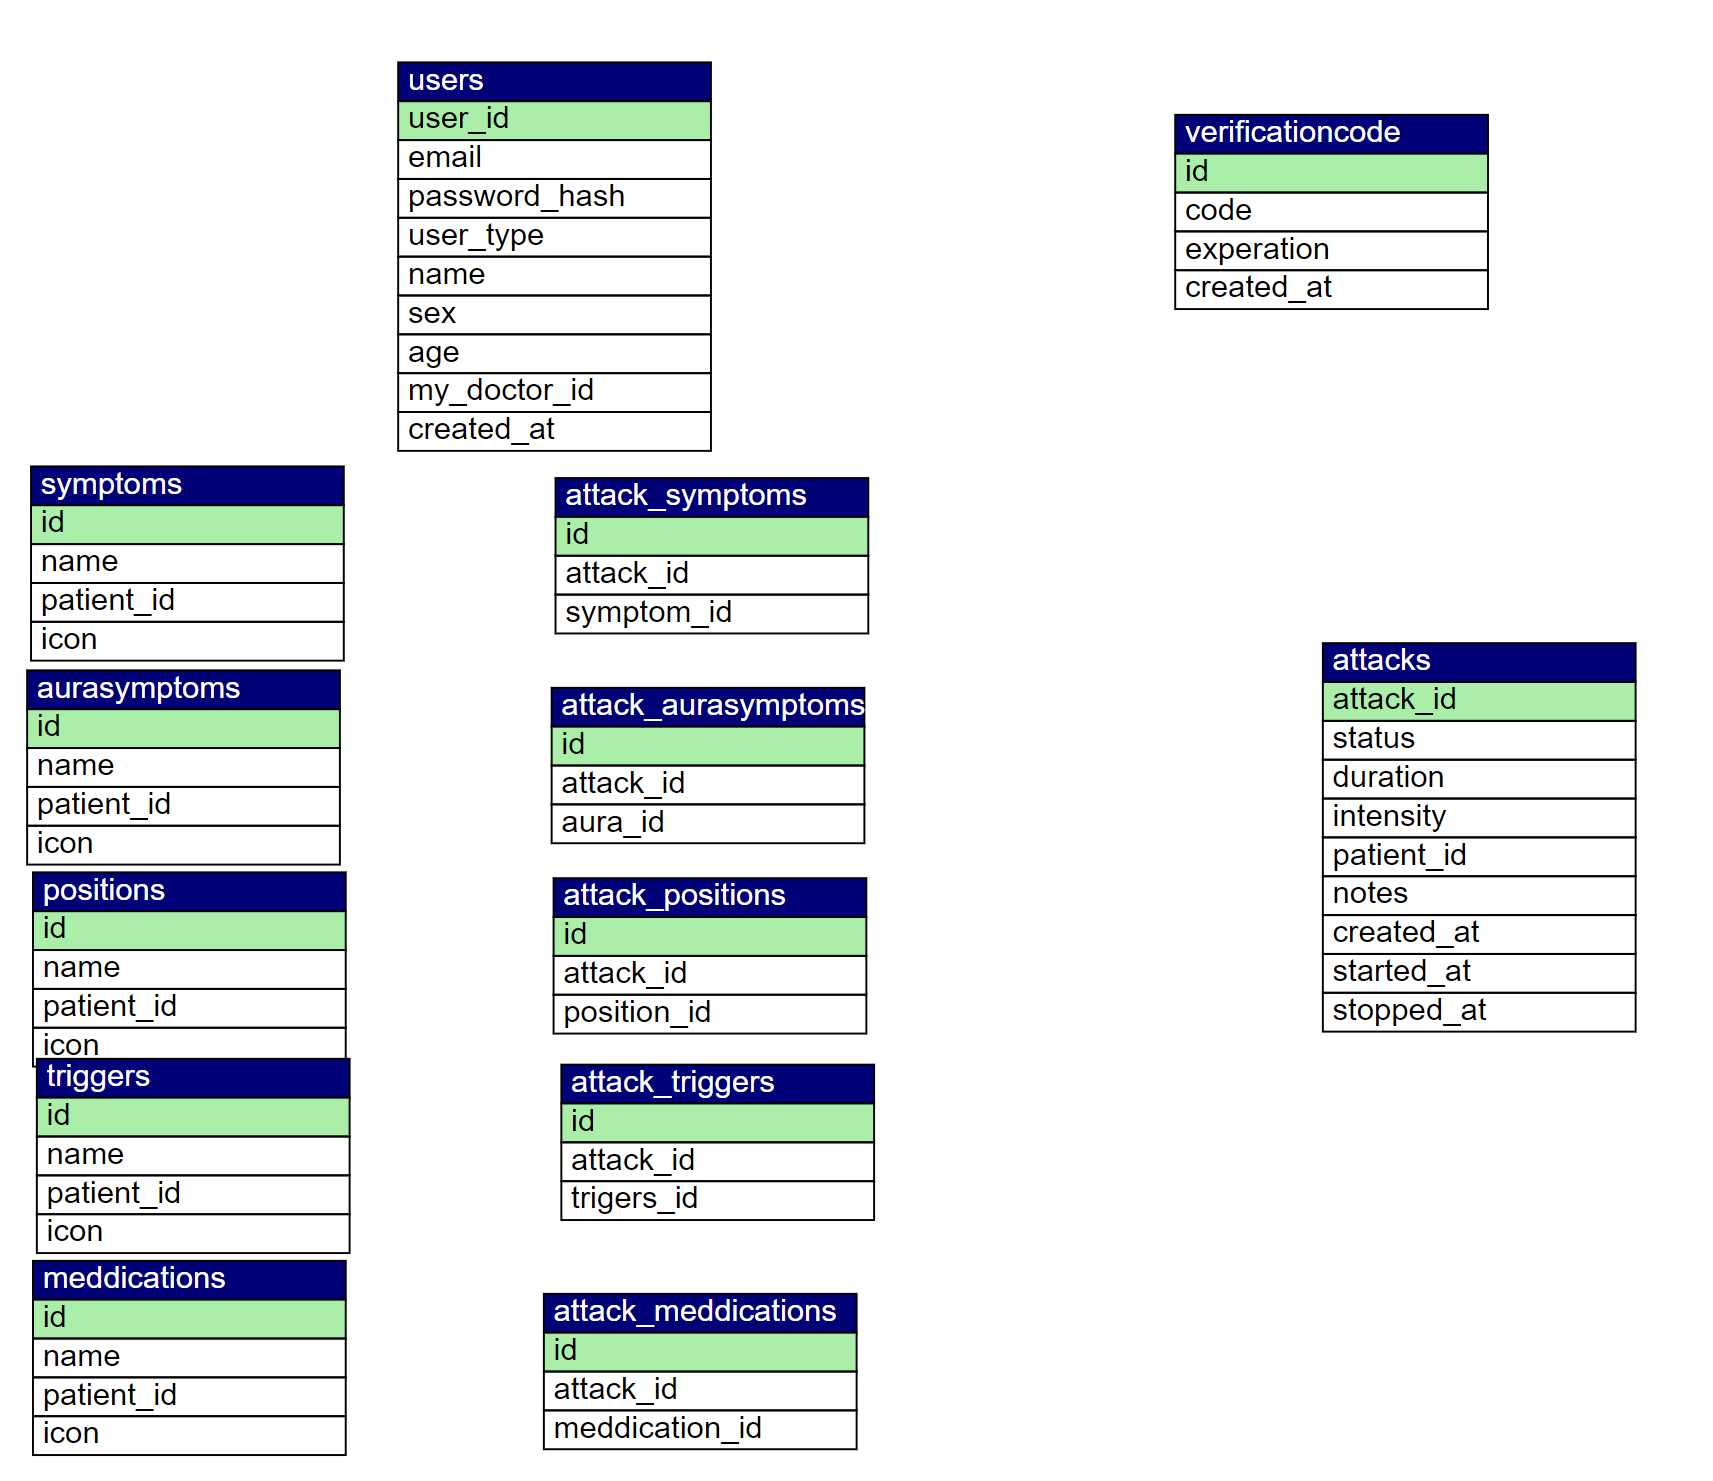 users
user_id
email
password_hash
user_type
name
sex
age
my_doctor_id
created_at
verificationcode
id
code
experation
created_at
symptoms
id
name
patient_id
icon
attack_symptoms
id
attack_id
symptom_id
aurasymptoms
id
name
patient_id
icon
attack_aurasymptoms
id
attack_id
aura_id
attacks
attack_id
status
duration
intensity
patient_id
notes
created_at
started_at
stopped_at
positions
id
name
patient_id
icon
attack_positions
id
attack_id
position_id
triggers
id
name
patient_id
icon
attack_triggers
id
attack_id
trigers_id
meddications
id
name
patient_id
icon
attack_meddications
id
attack_id
meddication_id